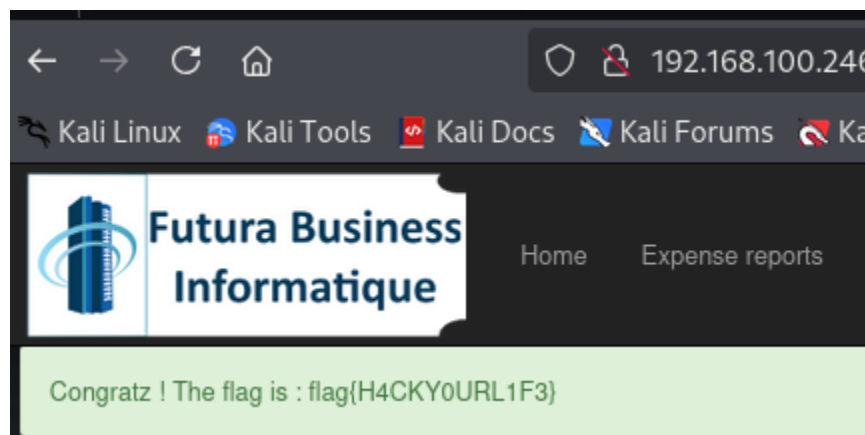 192.168.100.246
Kali Linux Kali Tools Kali Docs Kali Forums Ka
Futura Business
Informatique
Home Expense reports
Congratz ! The flag is : flag{H4CKY0URL1F3}